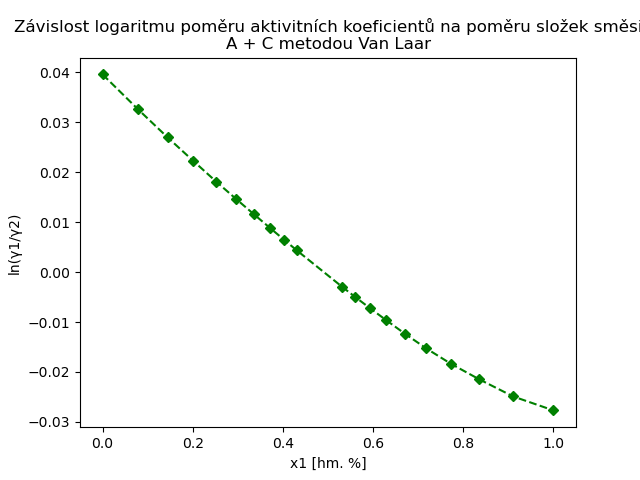 Závislost logaritmu poměru aktivitních koeficientů na poměru složek směsi
A + C metodou Van Laar
0.04
0.03
0.02
0.01
0.00
−0.01
−0.02
−0.03
ln(γ1/γ2)
0.0 0.2 0.4 0.6 0.8 1.0
x1 [hm. %]